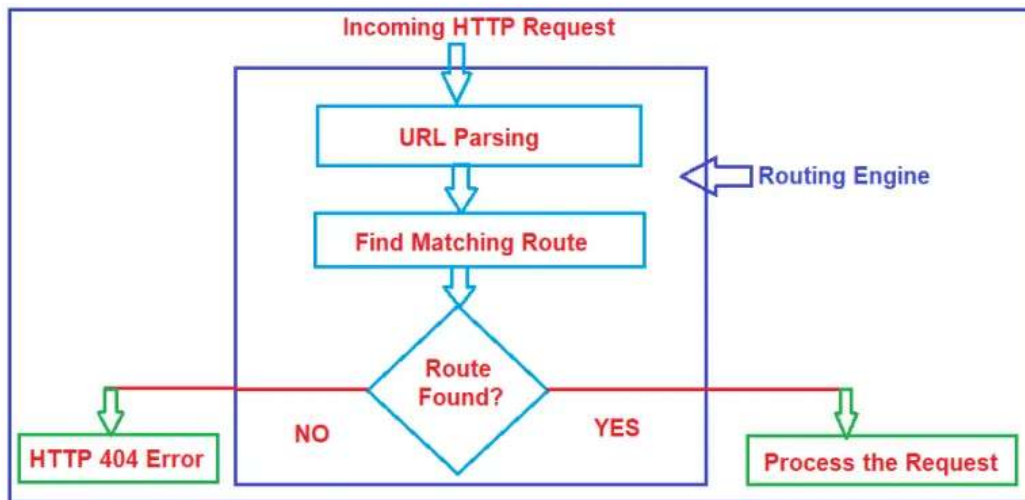 Incoming HTTP Request
URL Parsing
Routing Engine
Find Matching Route
Route
Found?
NO
YES
HTTP 404 Error
Process the Request